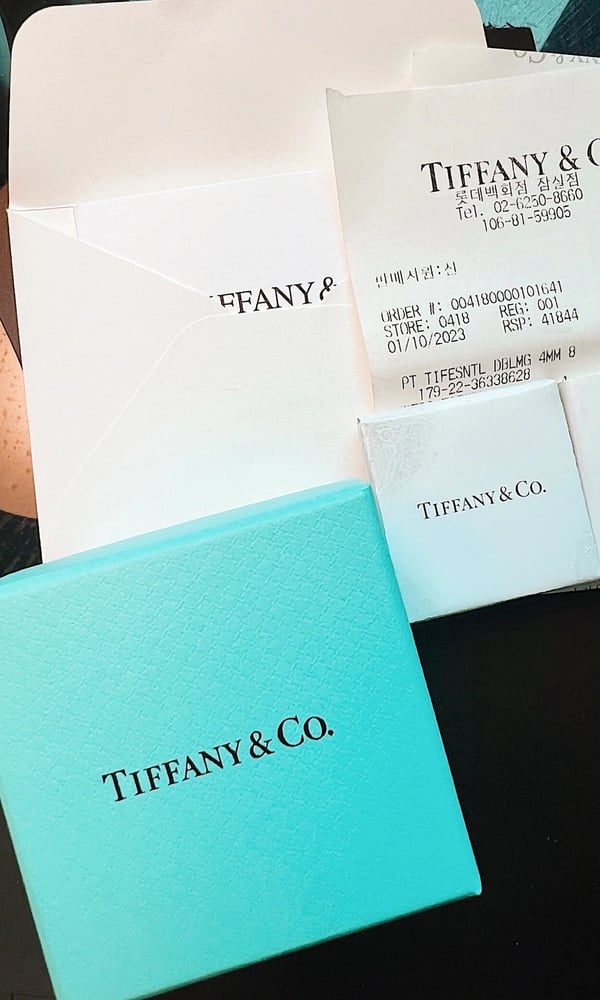 TIFFANY & C
롯데백화점 잠실점
Tel. 02-6250-8660
106-81-59905
판매사원:신
ORDER #: 004180000101641
STORE: 0418 REG: 001
01/10/2023 RSP: 41844
PT TIFESNTL DBLMG 4MM 8
179-22-36338628
FFANY &
TIFFANY & CO.
TIFFANY & CO.